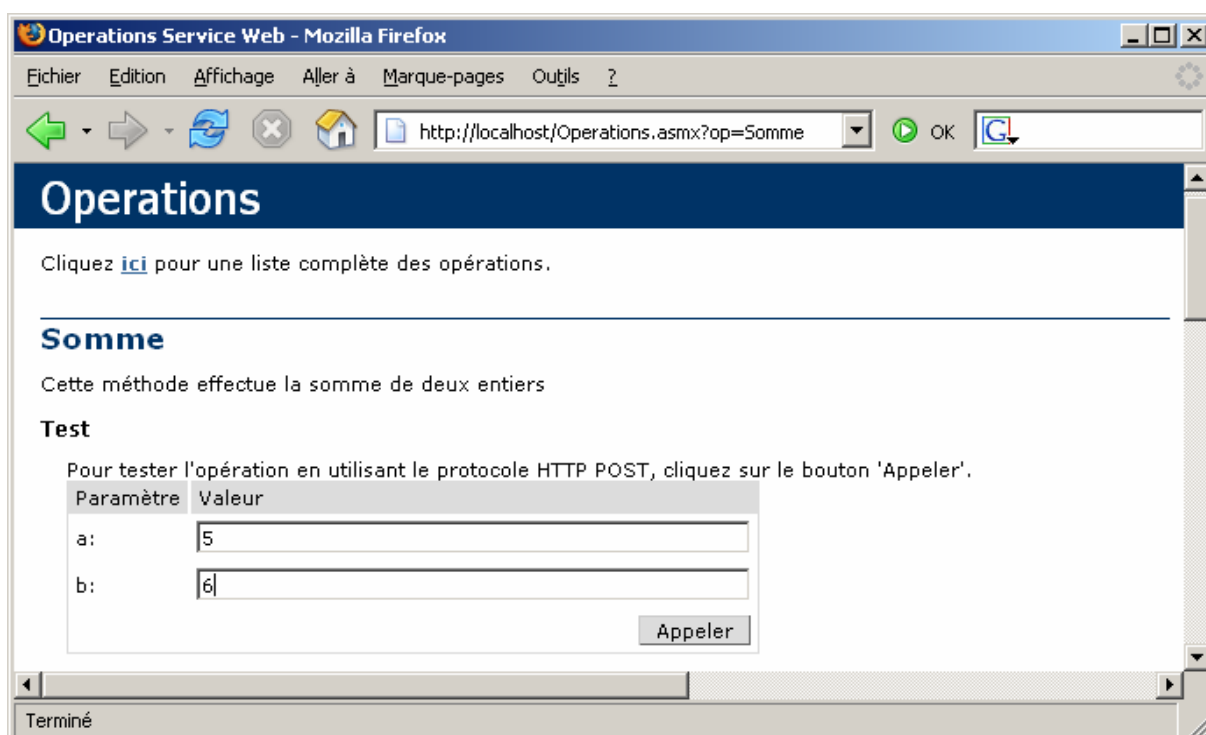 Operations Service Web - Mozilla Firefox
Fichier Edition Affichage Aller à Marque-pages Outils ?
http://localhost/Operations.asmx?op=Somme OK G
Operations
Cliquez ici pour une liste complète des opérations.
Somme
Cette méthode effectue la somme de deux entiers
Test
Pour tester l'opération en utilisant le protocole HTTP POST, cliquez sur le bouton 'Appeler'.
Paramètre Valeur
a: 5
b: 6
Appeler
Terminé